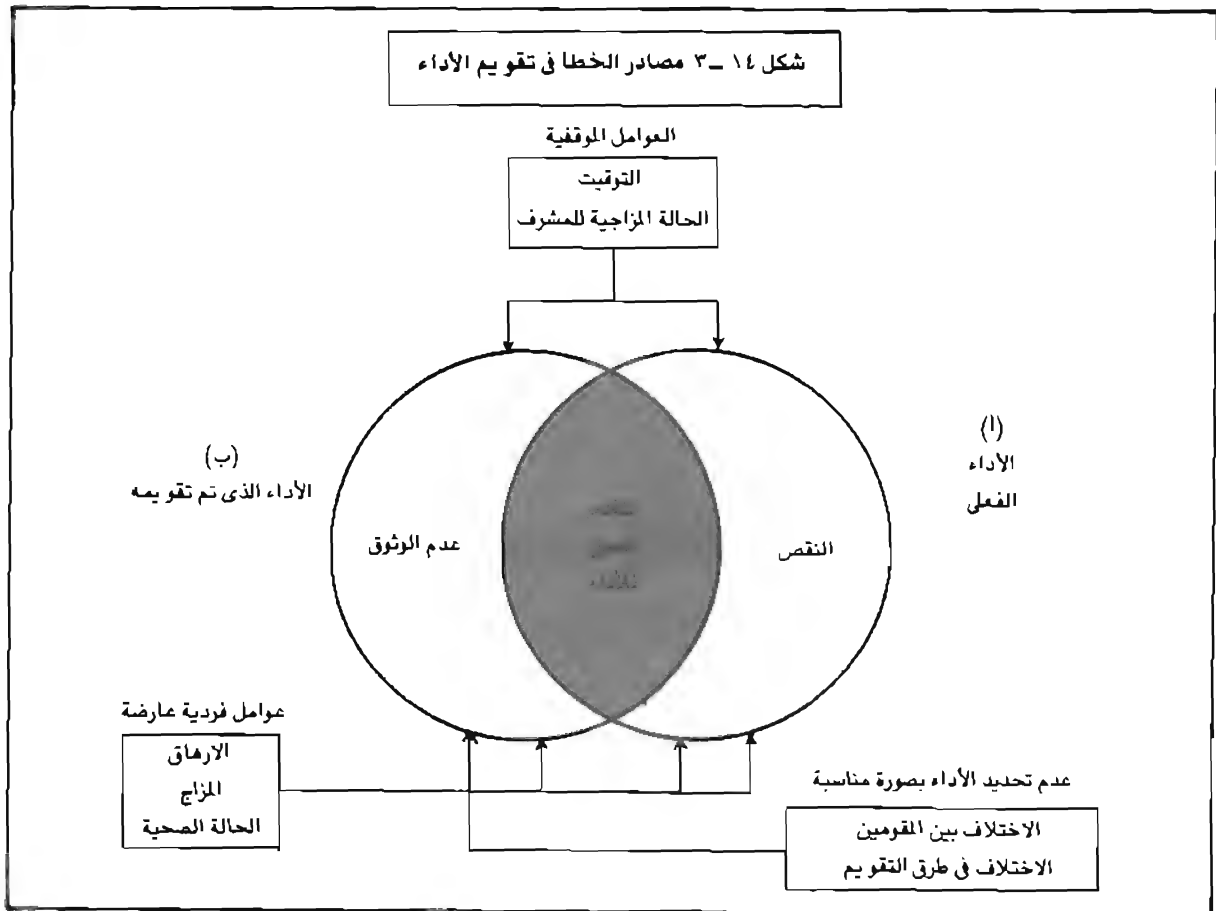 شكل ١٤ – ٣ مصادر الخطا فى تقويم الأداء
العوامل الموقفية
التوقيت
الحالة المزاجية للمشرف
(ا)
الأداء
الفعلى
(ب)
الأداء الذى تم تقويمه
النقص
عدم الوثوق
عوامل فردية عارضة
الارهاق
المزاج
الحالة الصحية
عدم تحديد الأداء بصورة مناسبة
الاختلاف بين المقومين
الاختلاف فى طرق التقويم